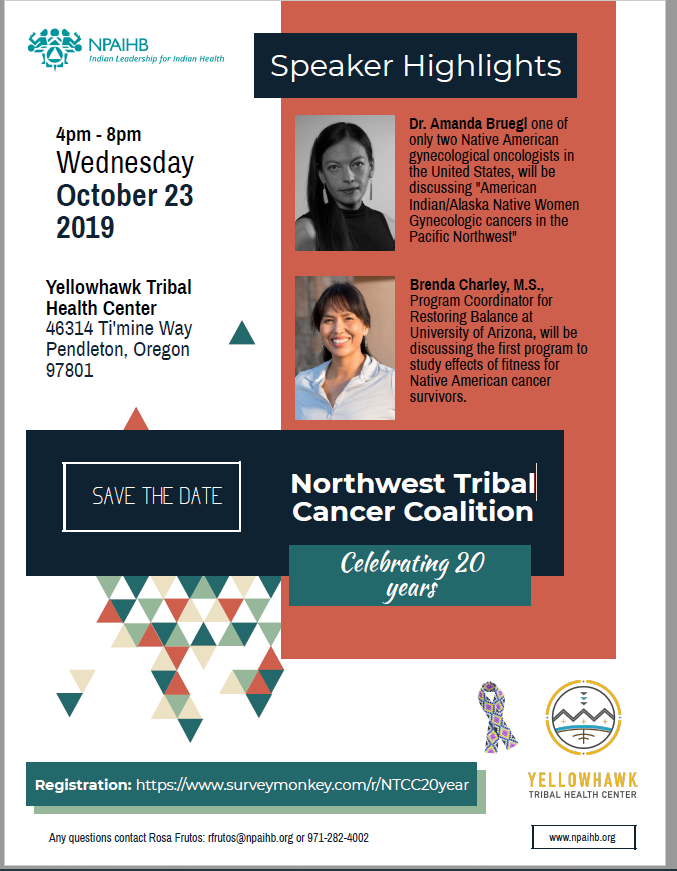 NPAIHB
Indian Leadership for Indian Health
Speaker Highlights
4pm - 8pm
Wednesday
October 23
2019
Yellowhawk Tribal
Health Center
46314 Ti'mine Way
Pendleton, Oregon
97801
Dr. Amanda Bruegl one of
only two Native American
gynecological oncologists in
the United States, will be
discussing "American
Indian/Alaska Native Women
Gynecologic cancers in the
Pacific Northwest"
Brenda Charley, M.S.,
Program Coordinator for
Restoring Balance at
University of Arizona, will be
discussing the first program to
study effects of fitness for
Native American cancer
survivors.
SAVE THE DATE
Northwest Tribal
Cancer Coalition
Celebrating 20
years
YELLOWHAWK
TRIBAL HEALTH CENTER
Registration: https://www.surveymonkey.com/r/NTCC20year
Any questions contact Rosa Frutos: rfrutos@npaihb.org or 971-282-4002
www.npaihb.org